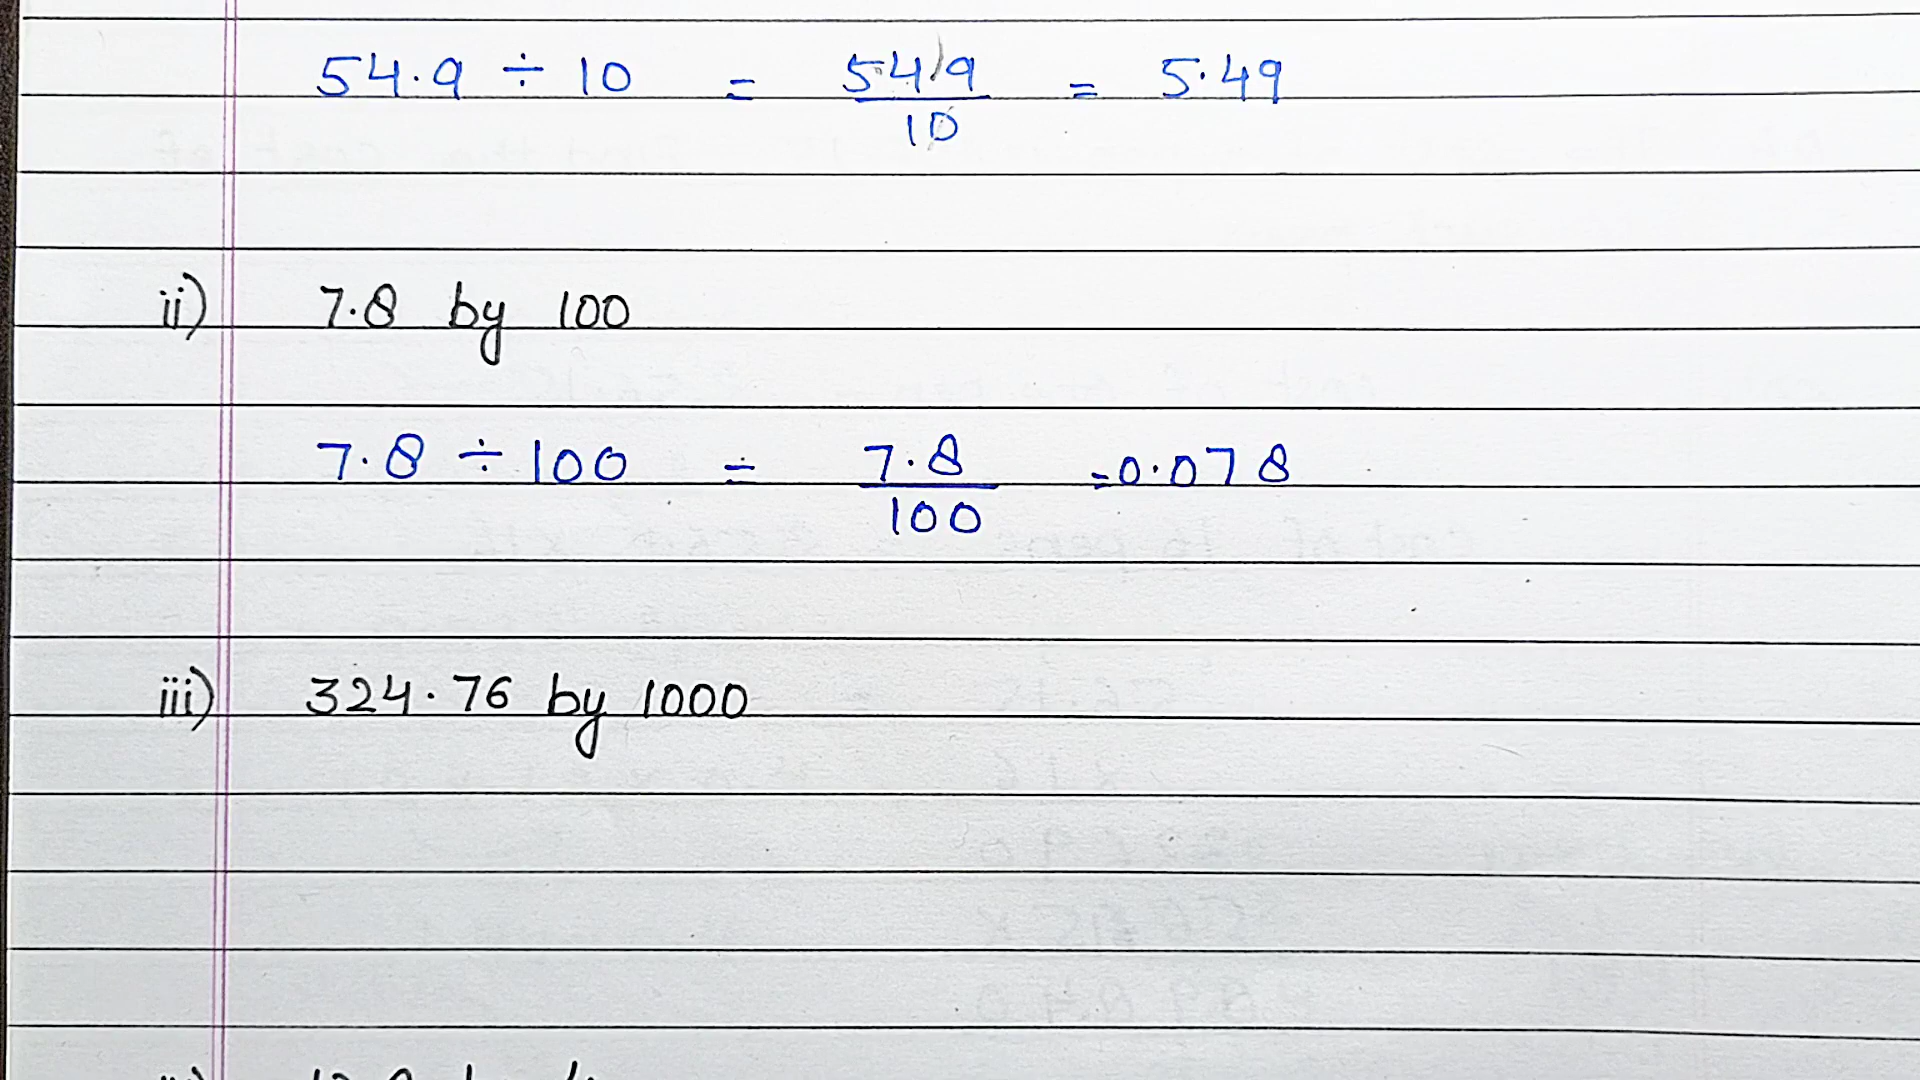 54.9 ÷ 10 = 54.9/10 = 5.49
ii) 7.8 by 100
7.8 ÷ 100 = 7.8/100 = 0.078
iii) 324.76 by 1000